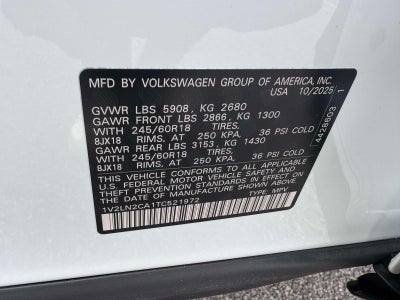 MFD BY VOLKSWAGEN GROUP OF AMERICA, INC.
USA 10/2025
GVWR LBS 5908, KG 2680
GAWR FRONT LBS 2866, KG 1300
WITH 245/60R18 TIRES,
8JX18 RIMS, AT 250 KPA. 36 PSI COLD
GAWR REAR LBS 3153, KG 1430
WITH 245/60R18 TIRES,
8JX18 RIMS, AT 250 KPA. 36 PSI COLD
THIS VEHICLE CONFORMS TO ALL APPLICABLE
U.S. FEDERAL MOTOR VEHICLE SAFETY AND
THEFT PREVENTION STANDARDS IN EFFECT ON
THE DATE OF MANUFACTURE SHOWN ABOVE.
1V2LN2CA1TC521972 TYPE: MPV
4428603 1